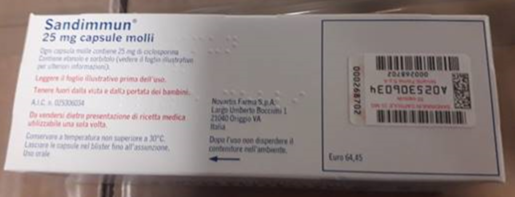 Sandimmun®
25 mg capsule molli
Ogni capsula molle contiene 25 mg di ciclosporina
Contiene etanolo e sorbitolo (vedere il foglio illustrativo
per ulteriori informazioni).
Leggere il foglio illustrativo prima dell'uso.
Tenere fuori dalla vista e dalla portata dei bambini.
A.I.C. n. 025306034
Da vendersi dietro presentazione di ricetta medica
utilizzabile una sola volta.
Conservare a temperatura non superiore a 30°C.
Lasciare le capsule nel blister fino all'assunzione.
Uso orale
Novartis Farma S.p.A.
Largo Umberto Boccioni 1
21040 Origgio VA
Italia
Dopo l'uso non disperdere il
contenitore nell'ambiente.
Euro 64,45
000268702
A025306034
000268702